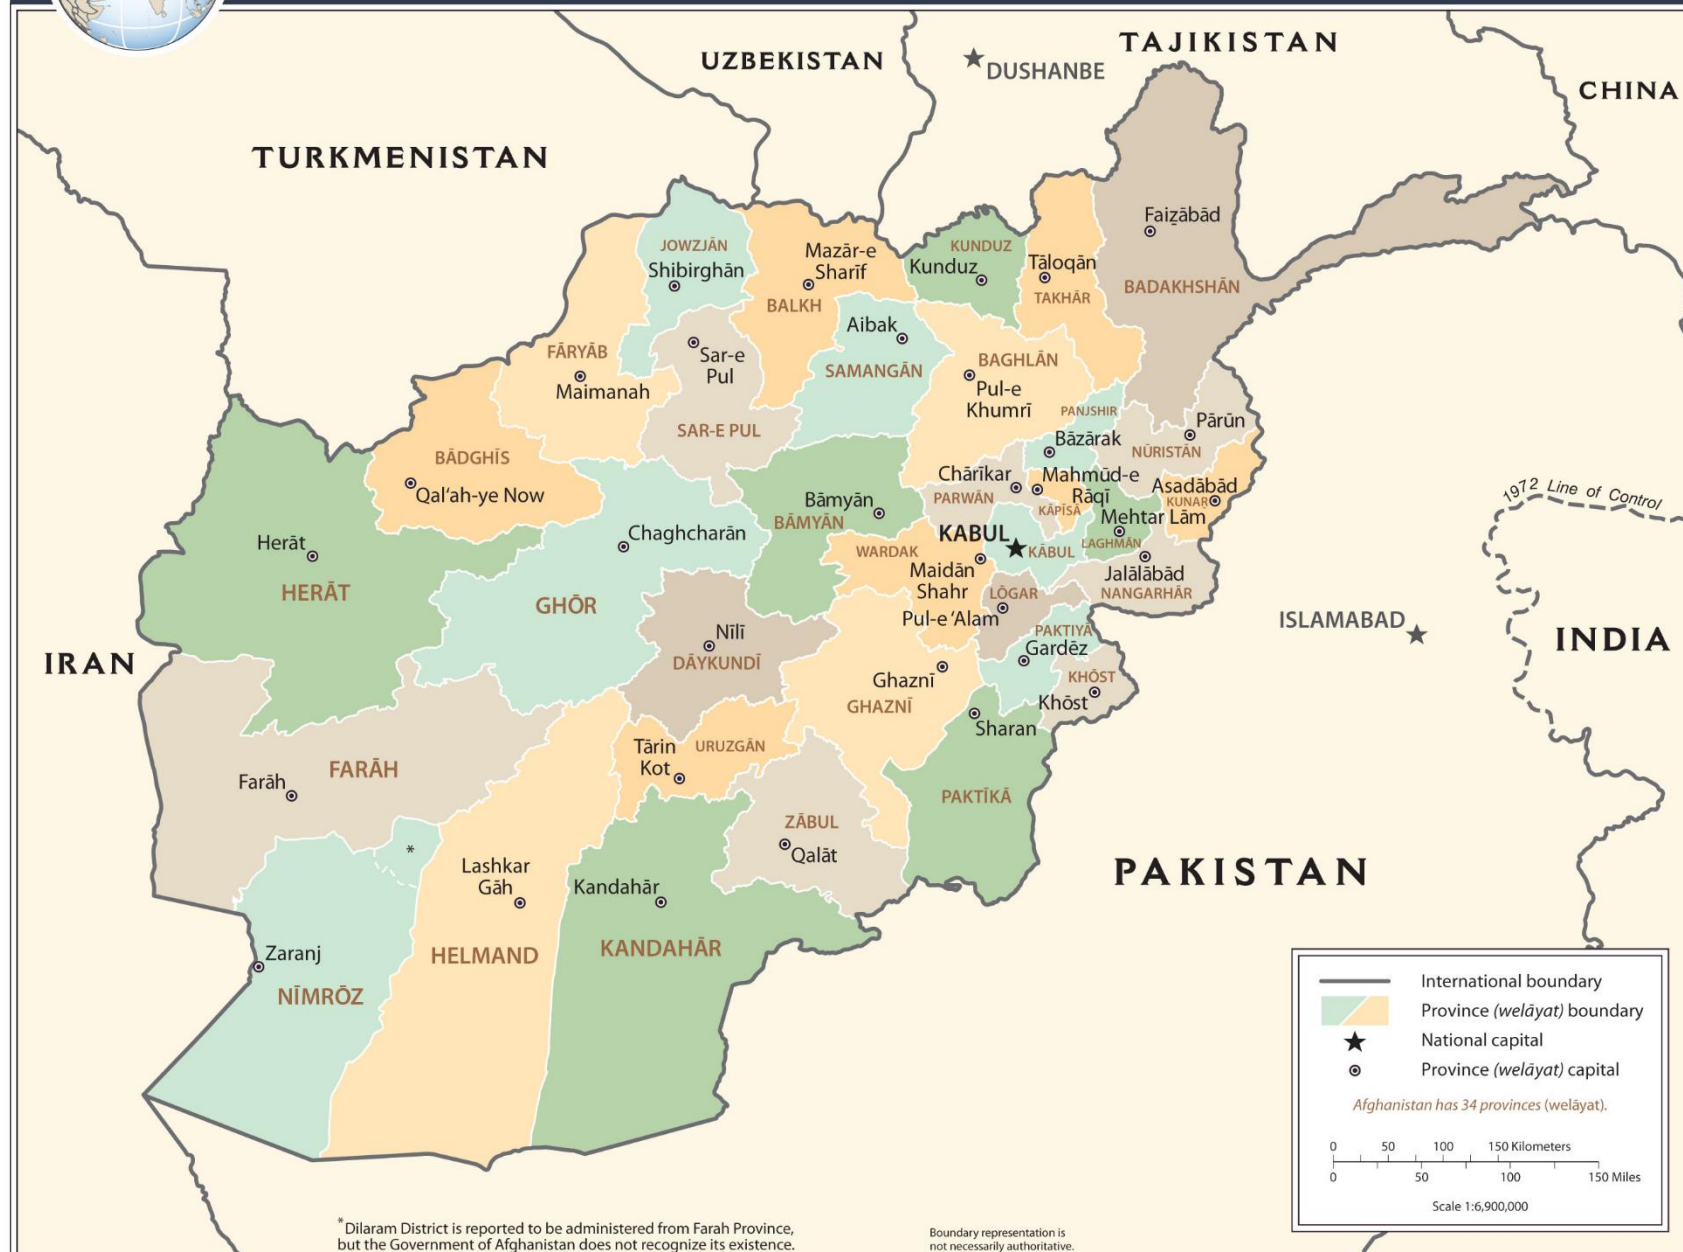 UZBEKISTAN
TAJIKISTAN
DUSHANBE
CHINA
TURKMENISTAN
Faiẕābād
JOWZJĀN
Shibirghān
Mazār-e
Sharīf
BALKH
KUNDUZ
Kunduz
Tāloqān
TAKHĀR
BADAKHSHĀN
Aibak
SAMANGĀN
FĀRYĀB
Maimanah
Sar-e
Pul
SAR-E PUL
BAGHLĀN
Pul-e
Khumrī
PANJSHIR
Bāzārak
Pārūn
NŪRISTĀN
BĀDGHĪS
Qal‘ah-ye Now
Chārīkar
PARWĀN
Mahmūd-e
Rāqī
KĀPĪSĀ
Asadābād
KUNAṞ
Mehtar Lām
LAGHMĀN
Bāmyān
BĀMYĀN
Chaghcharān
Herāt
HERĀT
GHŌR
WARDAK
KABUL
KĀBUL
Maidān
Shahr
Jalālābād
NANGARHĀR
LŌGAR
Pul-e ‘Alam
PAKTIYĀ
Gardēz
Nīlī
DĀYKUNDĪ
Ghaznī
GHAZNĪ
KHŌST
Khōst
Sharan
1972 Line of Control
ISLAMABAD
INDIA
IRAN
FARĀH
Farāh
Tārin
Kot
URUZGĀN
PAKTĪKĀ
ZĀBUL
Qalāt
*
Lashkar
Gāh
Kandahār
KANDAHĀR
PAKISTAN
HELMAND
Zaranj
NĪMRŌZ
International boundary
Province (welāyat) boundary
National capital
Province (welāyat) capital
Afghanistan has 34 provinces (welāyat).
0 50 100 150 Kilometers
0 50 100 150 Miles
Scale 1:6,900,000
*Dilaram District is reported to be administered from Farah Province,
but the Government of Afghanistan does not recognize its existence.
Boundary representation is
not necessarily authoritative.